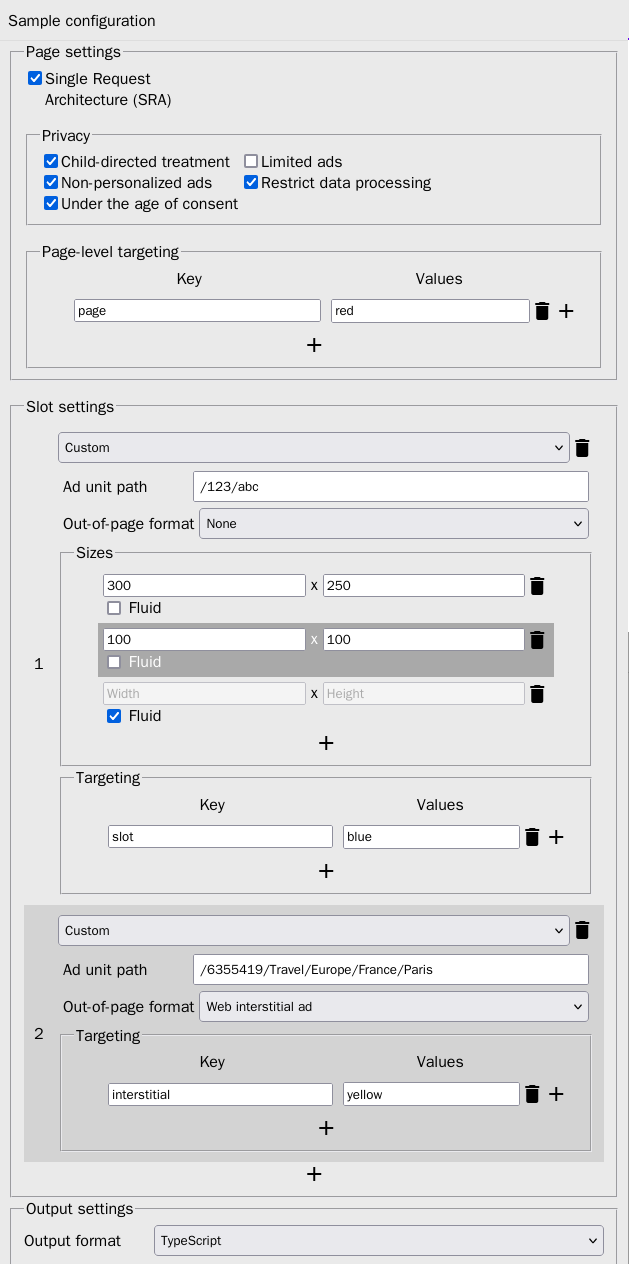 Sample configuration
Page settings
Single Request
Architecture (SRA)
Privacy
Child-directed treatment Limited ads
Non-personalized ads Restrict data processing
Under the age of consent
Page-level targeting
Key Values
page red
+
+
Slot settings
Custom
Ad unit path /123/abc
Out-of-page format None
Sizes
300 x 250
Fluid
1
100 x 100
Fluid
Width x Height
Fluid
+
Targeting
Key Values
slot blue
+
+
Custom
Ad unit path /6355419/Travel/Europe/France/Paris
Out-of-page format Web interstitial ad
2
Targeting
Key Values
interstitial yellow
+
+
+
Output settings
Output format TypeScript